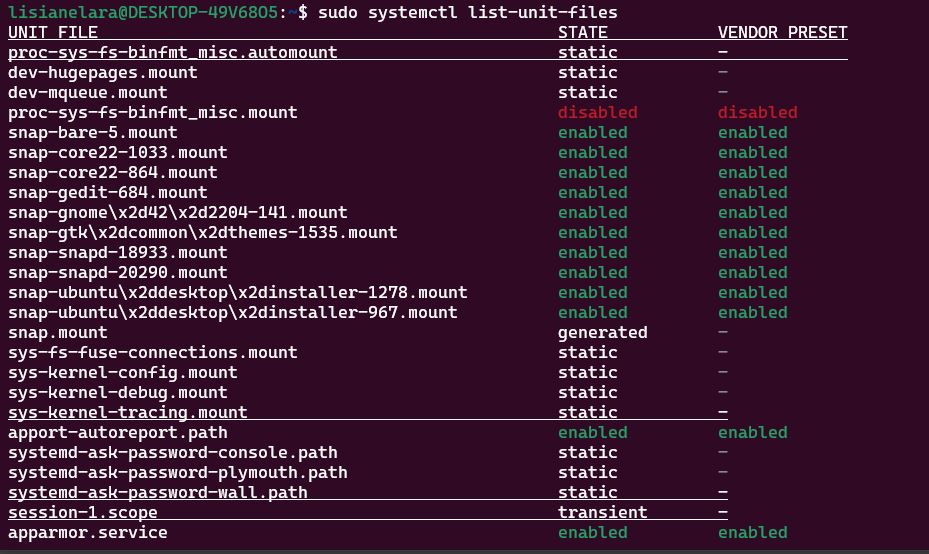 lisianelara@DESKTOP-49V68O5:~$ sudo systemctl list-unit-files
UNIT FILE STATE VENDOR PRESET
proc-sys-fs-binfmt_misc.automount static -
dev-hugepages.mount static -
dev-mqueue.mount static -
proc-sys-fs-binfmt_misc.mount disabled disabled
snap-bare-5.mount enabled enabled
snap-core22-1033.mount enabled enabled
snap-core22-864.mount enabled enabled
snap-gedit-684.mount enabled enabled
snap-gnome\x2d42\x2d2204-141.mount enabled enabled
snap-gtk\x2dcommon\x2dthemes-1535.mount enabled enabled
snap-snapd-18933.mount enabled enabled
snap-snapd-20290.mount enabled enabled
snap-ubuntu\x2ddesktop\x2dinstaller-1278.mount enabled enabled
snap-ubuntu\x2ddesktop\x2dinstaller-967.mount enabled enabled
snap.mount generated -
sys-fs-fuse-connections.mount static -
sys-kernel-config.mount static -
sys-kernel-debug.mount static -
sys-kernel-tracing.mount static -
apport-autoreport.path enabled enabled
systemd-ask-password-console.path static -
systemd-ask-password-plymouth.path static -
systemd-ask-password-wall.path static -
session-1.scope transient -
apparmor.service enabled enabled